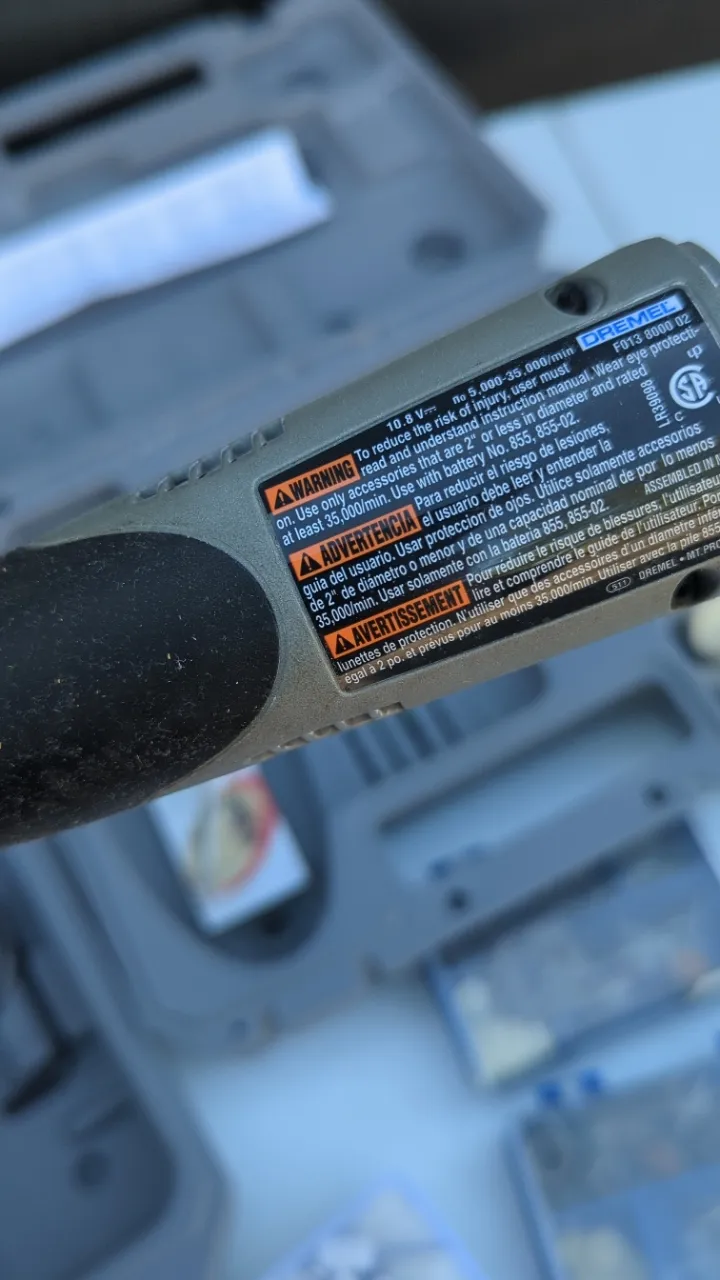 DREMEL
10.8 V⎓ no 5,000-35,000/min F013 8000 02
WARNING To reduce the risk of injury, user must
read and understand instruction manual. Wear eye protecti-
on. Use only accessories that are 2" or less in diameter and rated
at least 35,000/min. Use with battery No. 855, 855-02.
LR39098
ADVERTENCIA Para reducir el riesgo de lesiones,
el usuario debe leer y entender la
guia del usuario. Usar proteccion de ojos. Utilice solamente accesorios
de 2" de diámetro o menor y de una capacidad nominal de por lo menos
35,000/min. Usar solamente con la bateria 855, 855-02.
ASSEMBLED IN
AVERTISSEMENT Pour réduire le risque de blessures, l'utilisateu
lire et comprendre le guide de l'utilisateur.
lunettes de protection. N'utiliser que des accessoires d'un diamètre
égal a 2 po. et prévus pour au moins 35,000/min. Utiliser avec la pile
511 DREMEL • MT. PRO